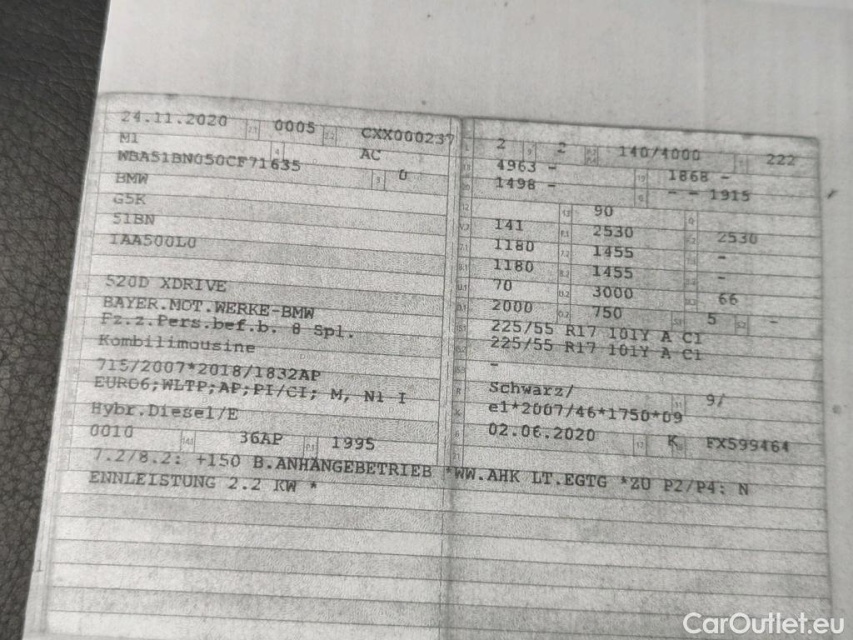 24.11.2020 0005 CXX000237
M1 AC
WBA51BN050CF71635 0
BMW
G5K
51BN
1AA500L0
520D XDRIVE
BAYER.MOT.WERKE-BMW
Fz.z.Pers.bef.b. 8 Spl.
Kombilimousine
715/2007*2018/1832AP
EURO6;WLTP;AP;PI/CI; M, N1 I
Hybr.Diesel/E
0010 36AP 1995
2 2 140/4000 222
4963 - 1868 -
1498 - - - 1915
90
141 2530 2530
1180 1455 -
1180 1455 -
70 3000 66
2000 750 5 -
225/55 R17 101Y A C1
225/55 R17 101Y A C1
-
Schwarz/ 9/
e1*2007/46*1750*09
02.06.2020 K FX599464
7.2/8.2: +150 B.ANHÄNGEBETRIEB *WW.AHK LT.EGTG *ZU P2/P4: N
ENNLEISTUNG 2.2 KW *
CarOutlet.eu